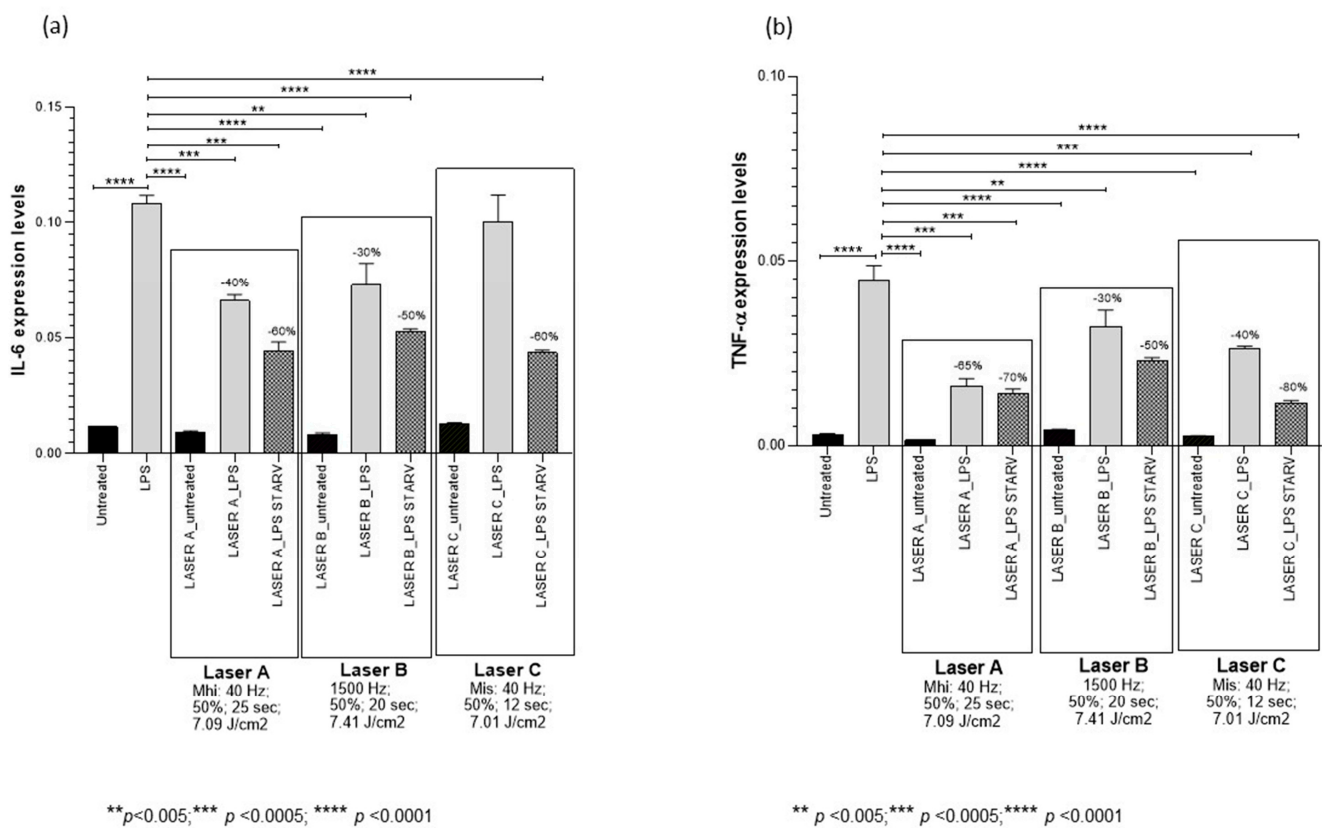 (a)
****
****
**
****
***
***
****
****
IL-6 expression levels
0.15
0.10
0.05
0.00
-40%
-60%
-30%
-50%
-60%
Untreated
LPS
LASER A_untreated
LASER A_LPS
LASER A_LPS STARV
LASER B_untreated
LASER B_LPS
LASER B_LPS STARV
LASER C_untreated
LASER C_LPS
LASER C_LPS STARV
Laser A
Mhi: 40 Hz;
50%; 25 sec;
7.09 J/cm2
Laser B
1500 Hz;
50%; 20 sec;
7.41 J/cm2
Laser C
Mis: 40 Hz;
50%; 12 sec;
7.01 J/cm2
**p<0.005;*** p <0.0005; **** p <0.0001
(b)
****
***
****
**
****
***
***
****
****
TNF-α expression levels
0.10
0.05
0.00
-65%
-70%
-30%
-50%
-40%
-80%
Untreated
LPS
LASER A_untreated
LASER A_LPS
LASER A_LPS STARV
LASER B_untreated
LASER B_LPS
LASER B_LPS STARV
LASER C_untreated
LASER C_LPS
LASER C_LPS STARV
Laser A
Mhi: 40 Hz;
50%; 25 sec;
7.09 J/cm2
Laser B
1500 Hz;
50%; 20 sec;
7.41 J/cm2
Laser C
Mis: 40 Hz;
50%; 12 sec;
7.01 J/cm2
** p <0.005;*** p <0.0005;**** p <0.0001